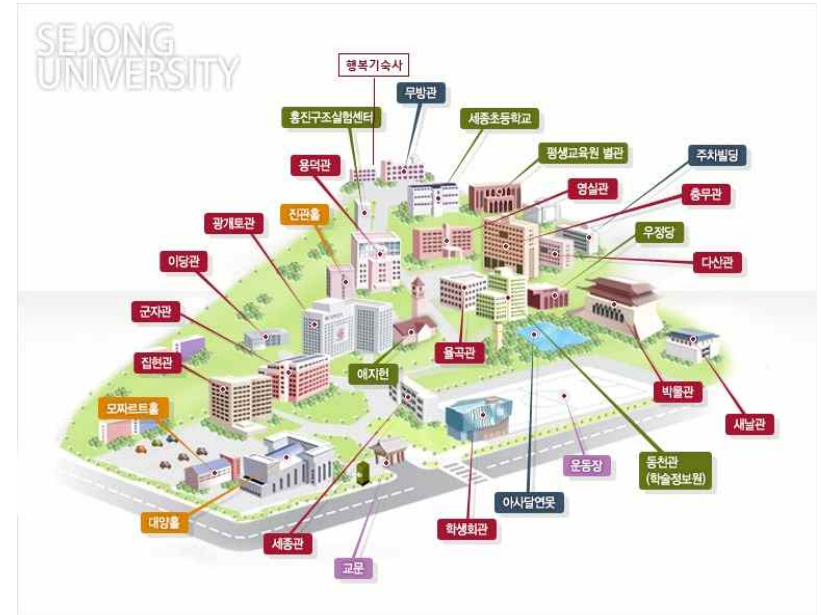 SEJONG
UNIVERSITY
행복기숙사
무방관
홍진구조실험센터
세종초등학교
용덕관
평생교육원 별관
주차빌딩
영실관
충무관
광개토관
진관홀
우정당
이당관
다산관
군자관
집현관
애지헌
율곡관
박물관
새날관
모짜르트홀
운동장
동천관
(학술정보원)
아사달연못
대양홀
세종관
학생회관
교문